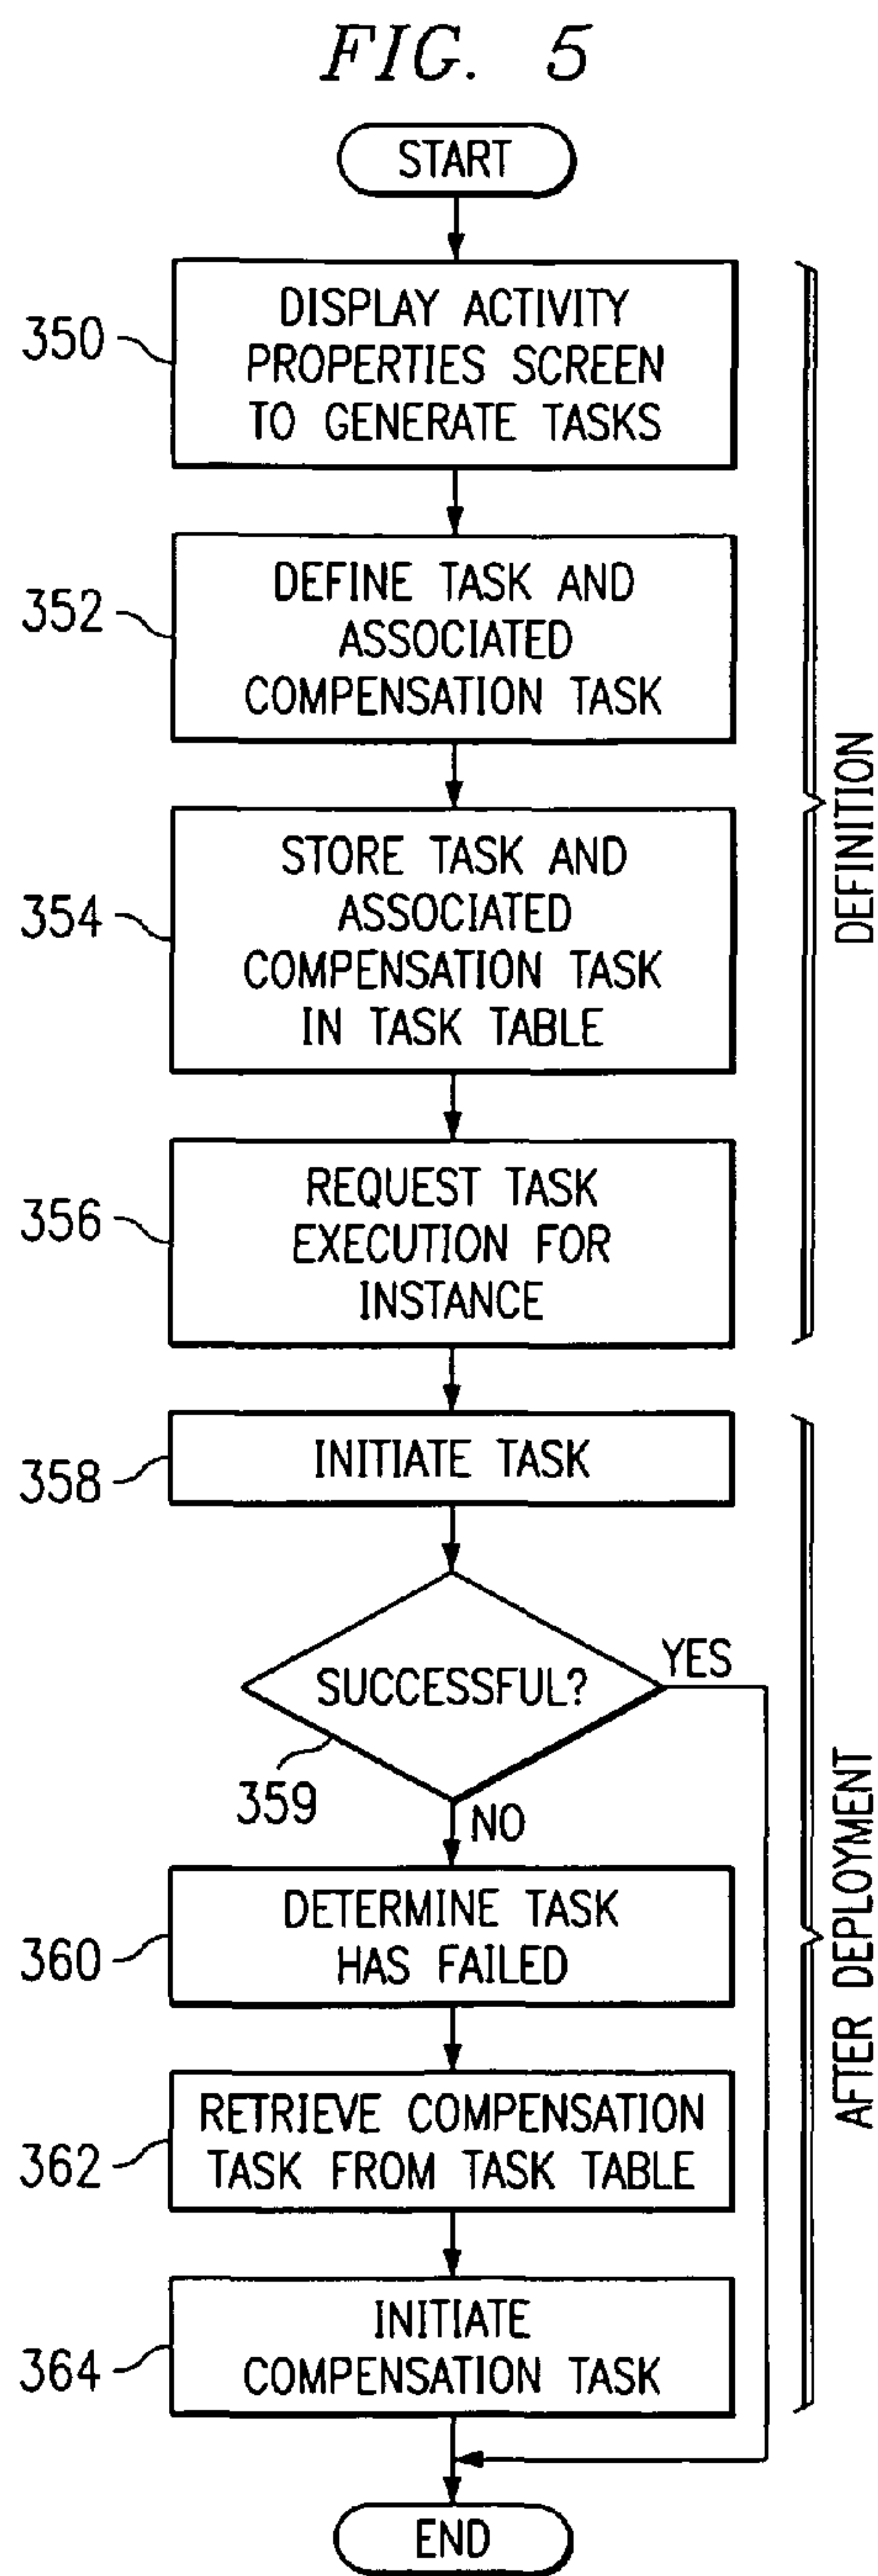 FIG. 5
START
350
DISPLAY ACTIVITY
PROPERTIES SCREEN
TO GENERATE TASKS
352
DEFINE TASK AND
ASSOCIATED
COMPENSATION TASK
354
STORE TASK AND
ASSOCIATED
COMPENSATION TASK
IN TASK TABLE
356
REQUEST TASK
EXECUTION FOR
INSTANCE
DEFINITION
358
INITIATE TASK
SUCCESSFUL?
YES
359
NO
360
DETERMINE TASK
HAS FAILED
362
RETRIEVE COMPENSATION
TASK FROM TASK TABLE
364
INITIATE
COMPENSATION TASK
AFTER DEPLOYMENT
END